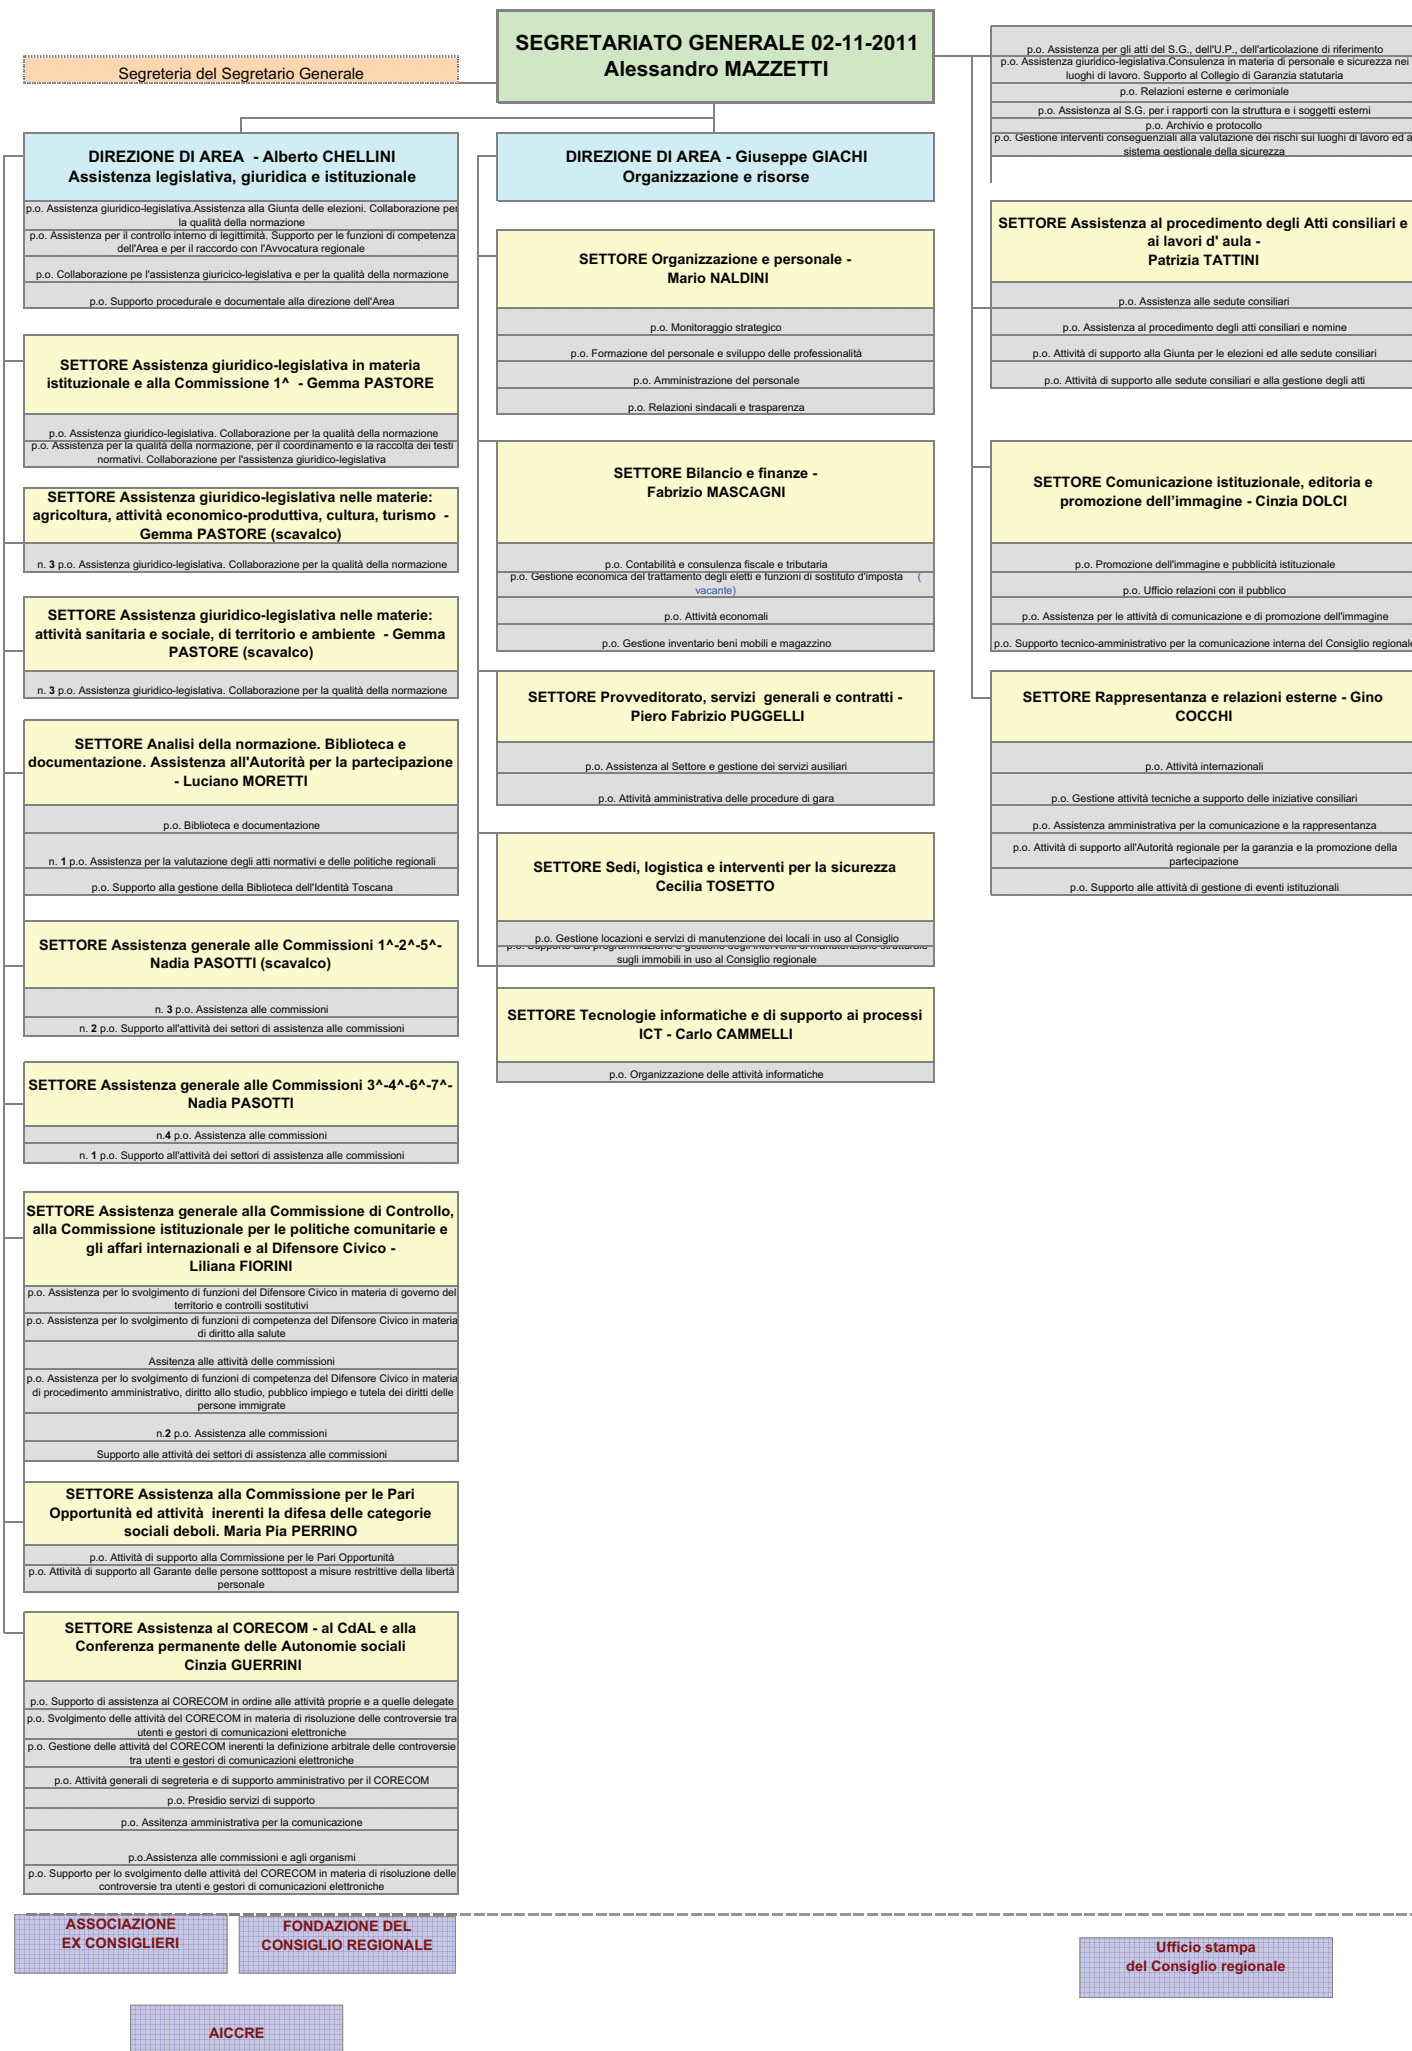 SEGRETARIATO GENERALE 02-11-2011
Alessandro MAZZETTI
Segreteria del Segretario Generale
p.o. Assistenza per gli atti del S.G., dell'U.P., dell'articolazione di riferimento
p.o. Assistenza giuridico-legislativa.Consulenza in materia di personale e sicurezza nei
luoghi di lavoro. Supporto al Collegio di Garanzia statutaria
p.o. Relazioni esterne e cerimoniale
p.o. Assistenza al S.G. per i rapporti con la struttura e i soggetti esterni
p.o. Archivio e protocollo
p.o. Gestione interventi conseguenziali alla valutazione dei rischi sui luoghi di lavoro ed a
sistema gestionale della sicurezza
DIREZIONE DI AREA - Alberto CHELLINI
Assistenza legislativa, giuridica e istituzionale
p.o. Assistenza giuridico-legislativa.Assistenza alla Giunta delle elezioni. Collaborazione per
la qualità della normazione
p.o. Assistenza per il controllo interno di legittimità. Supporto per le funzioni di competenza
dell'Area e per il raccordo con l'Avvocatura regionale
p.o. Collaborazione pe l'assistenza giuricico-legislativa e per la qualità della normazione
p.o. Supporto procedurale e documentale alla direzione dell'Area
SETTORE Assistenza giuridico-legislativa in materia
istituzionale e alla Commissione 1^ - Gemma PASTORE
p.o. Assistenza giuridico-legislativa. Collaborazione per la qualità della normazione
p.o. Assistenza per la qualità della normazione, per il coordinamento e la raccolta dei testi
normativi. Collaborazione per l'assistenza giuridico-legislativa
SETTORE Assistenza giuridico-legislativa nelle materie:
agricoltura, attività economico-produttiva, cultura, turismo -
Gemma PASTORE (scavalco)
n. 3 p.o. Assistenza giuridico-legislativa. Collaborazione per la qualità della normazione
SETTORE Assistenza giuridico-legislativa nelle materie:
attività sanitaria e sociale, di territorio e ambiente - Gemma
PASTORE (scavalco)
n. 3 p.o. Assistenza giuridico-legislativa. Collaborazione per la qualità della normazione
SETTORE Analisi della normazione. Biblioteca e
documentazione. Assistenza all'Autorità per la partecipazione
- Luciano MORETTI
p.o. Biblioteca e documentazione
n. 1 p.o. Assistenza per la valutazione degli atti normativi e delle politiche regionali
p.o. Supporto alla gestione della Biblioteca dell'Identità Toscana
SETTORE Assistenza generale alle Commissioni 1^-2^-5^-
Nadia PASOTTI (scavalco)
n. 3 p.o. Assistenza alle commissioni
n. 2 p.o. Supporto all'attività dei settori di assistenza alle commissioni
SETTORE Assistenza generale alle Commissioni 3^-4^-6^-7^-
Nadia PASOTTI
n.4 p.o. Assistenza alle commissioni
n. 1 p.o. Supporto all'attività dei settori di assistenza alle commissioni
SETTORE Assistenza generale alla Commissione di Controllo,
alla Commissione istituzionale per le politiche comunitarie e
gli affari internazionali e al Difensore Civico -
Liliana FIORINI
p.o. Assistenza per lo svolgimento di funzioni del Difensore Civico in materia di governo del
territorio e controlli sostitutivi
p.o. Assistenza per lo svolgimento di funzioni di competenza del Difensore Civico in materia
di diritto alla salute
Assitenza alle attività delle commissioni
p.o. Assistenza per lo svolgimento di funzioni di competenza del Difensore Civico in materia
di procedimento amministrativo, diritto allo studio, pubblico impiego e tutela dei diritti delle
persone immigrate
n.2 p.o. Assistenza alle commissioni
Supporto alle attività dei settori di assistenza alle commissioni
SETTORE Assistenza alla Commissione per le Pari
Opportunità ed attività inerenti la difesa delle categorie
sociali deboli. Maria Pia PERRINO
p.o. Attività di supporto alla Commissione per le Pari Opportunità
p.o. Attività di supporto all Garante delle persone sotttopost a misure restrittive della libertà
personale
SETTORE Assistenza al CORECOM - al CdAL e alla
Conferenza permanente delle Autonomie sociali
Cinzia GUERRINI
p.o. Supporto di assistenza al CORECOM in ordine alle attività proprie e a quelle delegate
p.o. Svolgimento delle attività del CORECOM in materia di risoluzione delle controversie tra
utenti e gestori di comunicazioni elettroniche
p.o. Gestione delle attività del CORECOM inerenti la definizione arbitrale delle controversie
tra utenti e gestori di comunicazioni elettroniche
p.o. Attività generali di segreteria e di supporto amministrativo per il CORECOM
p.o. Presidio servizi di supporto
p.o. Assitenza amministrativa per la comunicazione
p.o.Assistenza alle commissioni e agli organismi
p.o. Supporto per lo svolgimento delle attività del CORECOM in materia di risoluzione delle
controversie tra utenti e gestori di comunicazioni elettroniche
DIREZIONE DI AREA - Giuseppe GIACHI
Organizzazione e risorse
SETTORE Organizzazione e personale -
Mario NALDINI
p.o. Monitoraggio strategico
p.o. Formazione del personale e sviluppo delle professionalità
p.o. Amministrazione del personale
p.o. Relazioni sindacali e trasparenza
SETTORE Bilancio e finanze -
Fabrizio MASCAGNI
p.o. Contabilità e consulenza fiscale e tributaria
p.o. Gestione economica del trattamento degli eletti e funzioni di sostituto d'imposta (
vacante)
p.o. Attività economali
p.o. Gestione inventario beni mobili e magazzino
SETTORE Provveditorato, servizi generali e contratti -
Piero Fabrizio PUGGELLI
p.o. Assistenza al Settore e gestione dei servizi ausiliari
p.o. Attività amministrativa delle procedure di gara
SETTORE Sedi, logistica e interventi per la sicurezza
Cecilia TOSETTO
p.o. Gestione locazioni e servizi di manutenzione dei locali in uso al Consiglio
p.o. Supporto alla programmazione e gestione degli interventi di manutenzione strutturale
sugli immobili in uso al Consiglio regionale
SETTORE Tecnologie informatiche e di supporto ai processi
ICT - Carlo CAMMELLI
p.o. Organizzazione delle attività informatiche
SETTORE Assistenza al procedimento degli Atti consiliari e
ai lavori d' aula -
Patrizia TATTINI
p.o. Assistenza alle sedute consiliari
p.o. Assistenza al procedimento degli atti consiliari e nomine
p.o. Attività di supporto alla Giunta per le elezioni ed alle sedute consiliari
p.o. Attività di supporto alle sedute consiliari e alla gestione degli atti
SETTORE Comunicazione istituzionale, editoria e
promozione dell'immagine - Cinzia DOLCI
p.o. Promozione dell'immagine e pubblicità istituzionale
p.o. Ufficio relazioni con il pubblico
p.o. Assistenza per le attività di comunicazione e di promozione dell'immagine
p.o. Supporto tecnico-amministrativo per la comunicazione interna del Consiglio regionale
SETTORE Rappresentanza e relazioni esterne - Gino
COCCHI
p.o. Attività internazionali
p.o. Gestione attività tecniche a supporto delle iniziative consiliari
p.o. Assistenza amministrativa per la comunicazione e la rappresentanza
p.o. Attività di supporto all'Autorità regionale per la garanzia e la promozione della
partecipazione
p.o. Supporto alle attività di gestione di eventi istituzionali
ASSOCIAZIONE
EX CONSIGLIERI
FONDAZIONE DEL
CONSIGLIO REGIONALE
Ufficio stampa
del Consiglio regionale
AICCRE